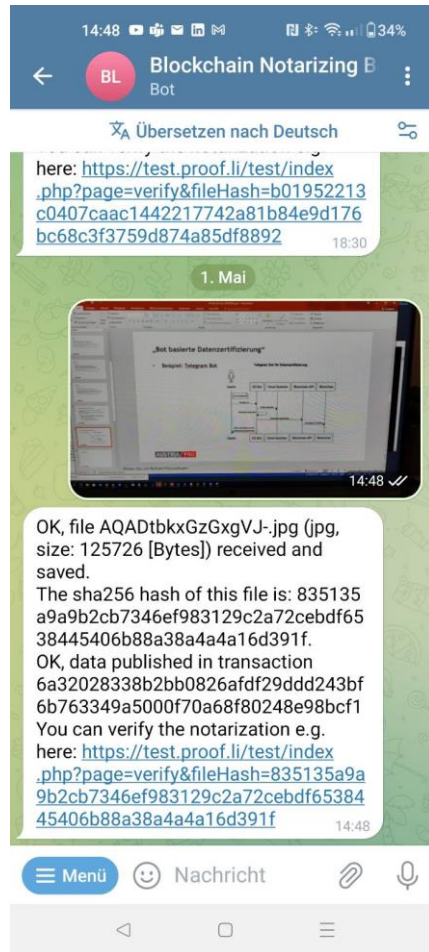 14:48
34%
BL
Blockchain Notarizing B
Bot
Übersetzen nach Deutsch
here: https://test.proof.li/test/index
.php?page=verify&fileHash=b01952213
c0407caac1442217742a81b84e9d176
bc68c3f3759d874a85df8892
18:30
1. Mai
„Bot basierte Datenzertifizierung“
Beispiel: Telegram Bot
AUSTRIA PRO
14:48
OK, file AQADtbkxGzGxgVJ-.jpg (jpg,
size: 125726 [Bytes]) received and
saved.
The sha256 hash of this file is: 835135
a9a9b2cb7346ef983129c2a72cebdf65
38445406b88a38a4a4a16d391f.
OK, data published in transaction
6a32028338b2bb0826afdf29ddd243bf
6b763349a5000f70a68f80248e98bcf1
You can verify the notarization e.g.
here: https://test.proof.li/test/index
.php?page=verify&fileHash=835135a9a
9b2cb7346ef983129c2a72cebdf65384
45406b88a38a4a4a16d391f
14:48
Menü
Nachricht